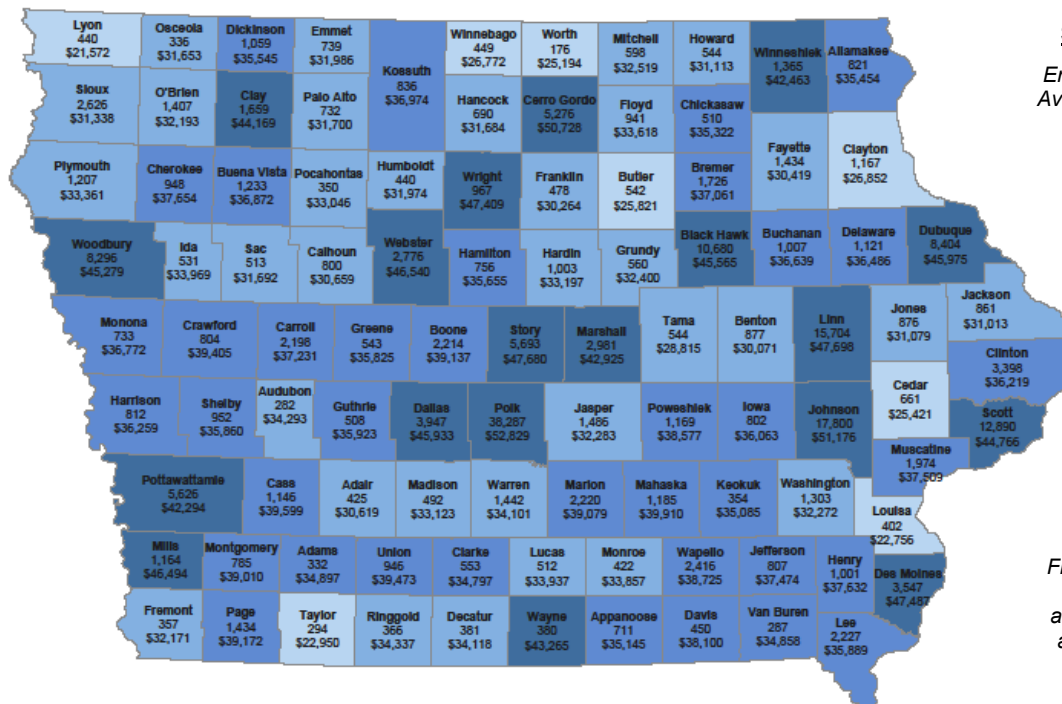 Lyon
440
$21,572
Osceola
336
$31,653
Dickinson
1,059
$35,545
Emmet
739
$31,986
Kossuth
836
$36,974
Winnebago
449
$26,772
Worth
176
$25,194
Mitchell
598
$32,519
Howard
544
$31,113
Winneshiek
1,365
$42,463
Allamakee
821
$35,454
Sioux
2,626
$31,338
O'Brien
1,407
$32,193
Clay
1,659
$44,169
Palo Alto
732
$31,700
Hancock
690
$31,684
Cerro Gordo
5,276
$50,728
Floyd
941
$33,618
Chickasaw
510
$35,322
Fayette
1,434
$30,419
Clayton
1,167
$26,852
Plymouth
1,207
$33,361
Cherokee
948
$37,654
Buena Vista
1,233
$36,872
Pocahontas
350
$33,046
Humboldt
440
$31,974
Wright
967
$47,409
Franklin
478
$30,264
Butler
542
$25,821
Bremer
1,726
$37,061
Woodbury
8,296
$45,279
Ida
531
$33,969
Sac
513
$31,692
Calhoun
800
$30,659
Webster
2,776
$46,540
Hamilton
756
$35,655
Hardin
1,003
$33,197
Grundy
560
$32,400
Black Hawk
10,680
$45,565
Buchanan
1,007
$36,639
Delaware
1,121
$36,486
Dubuque
8,404
$45,975
Monona
733
$36,772
Crawford
804
$39,405
Carroll
2,198
$37,231
Greene
543
$35,825
Boone
2,214
$39,137
Story
5,693
$47,680
Marshall
2,981
$42,925
Tama
544
$28,815
Benton
877
$30,071
Linn
15,704
$47,698
Jones
876
$31,079
Jackson
861
$31,013
Clinton
3,398
$36,219
Harrison
812
$36,259
Shelby
952
$35,860
Audubon
282
$34,293
Guthrie
508
$35,923
Dallas
3,947
$45,933
Polk
38,287
$52,829
Jasper
1,486
$32,283
Poweshiek
1,169
$38,577
Iowa
802
$36,063
Johnson
17,800
$51,176
Cedar
661
$25,421
Scott
12,890
$44,766
Muscatine
1,974
$37,509
Pottawattamie
5,626
$42,294
Cass
1,146
$39,599
Adair
425
$30,619
Madison
492
$33,123
Warren
1,442
$34,101
Marion
2,220
$39,079
Mahaska
1,185
$39,910
Keokuk
354
$35,085
Washington
1,303
$32,272
Louisa
402
$22,756
Mills
1,164
$46,494
Montgomery
785
$39,010
Adams
332
$34,897
Union
946
$39,473
Clarke
553
$34,797
Lucas
512
$33,937
Monroe
422
$33,857
Wapello
2,416
$38,725
Jefferson
807
$37,474
Henry
1,001
$37,632
Des Moines
3,547
$47,487
Fremont
357
$32,171
Page
1,434
$39,172
Taylor
294
$22,950
Ringgold
366
$34,337
Decatur
381
$34,118
Wayne
380
$43,265
Appanoose
711
$35,145
Davis
450
$38,100
Van Buren
287
$34,858
Lee
2,227
$35,889